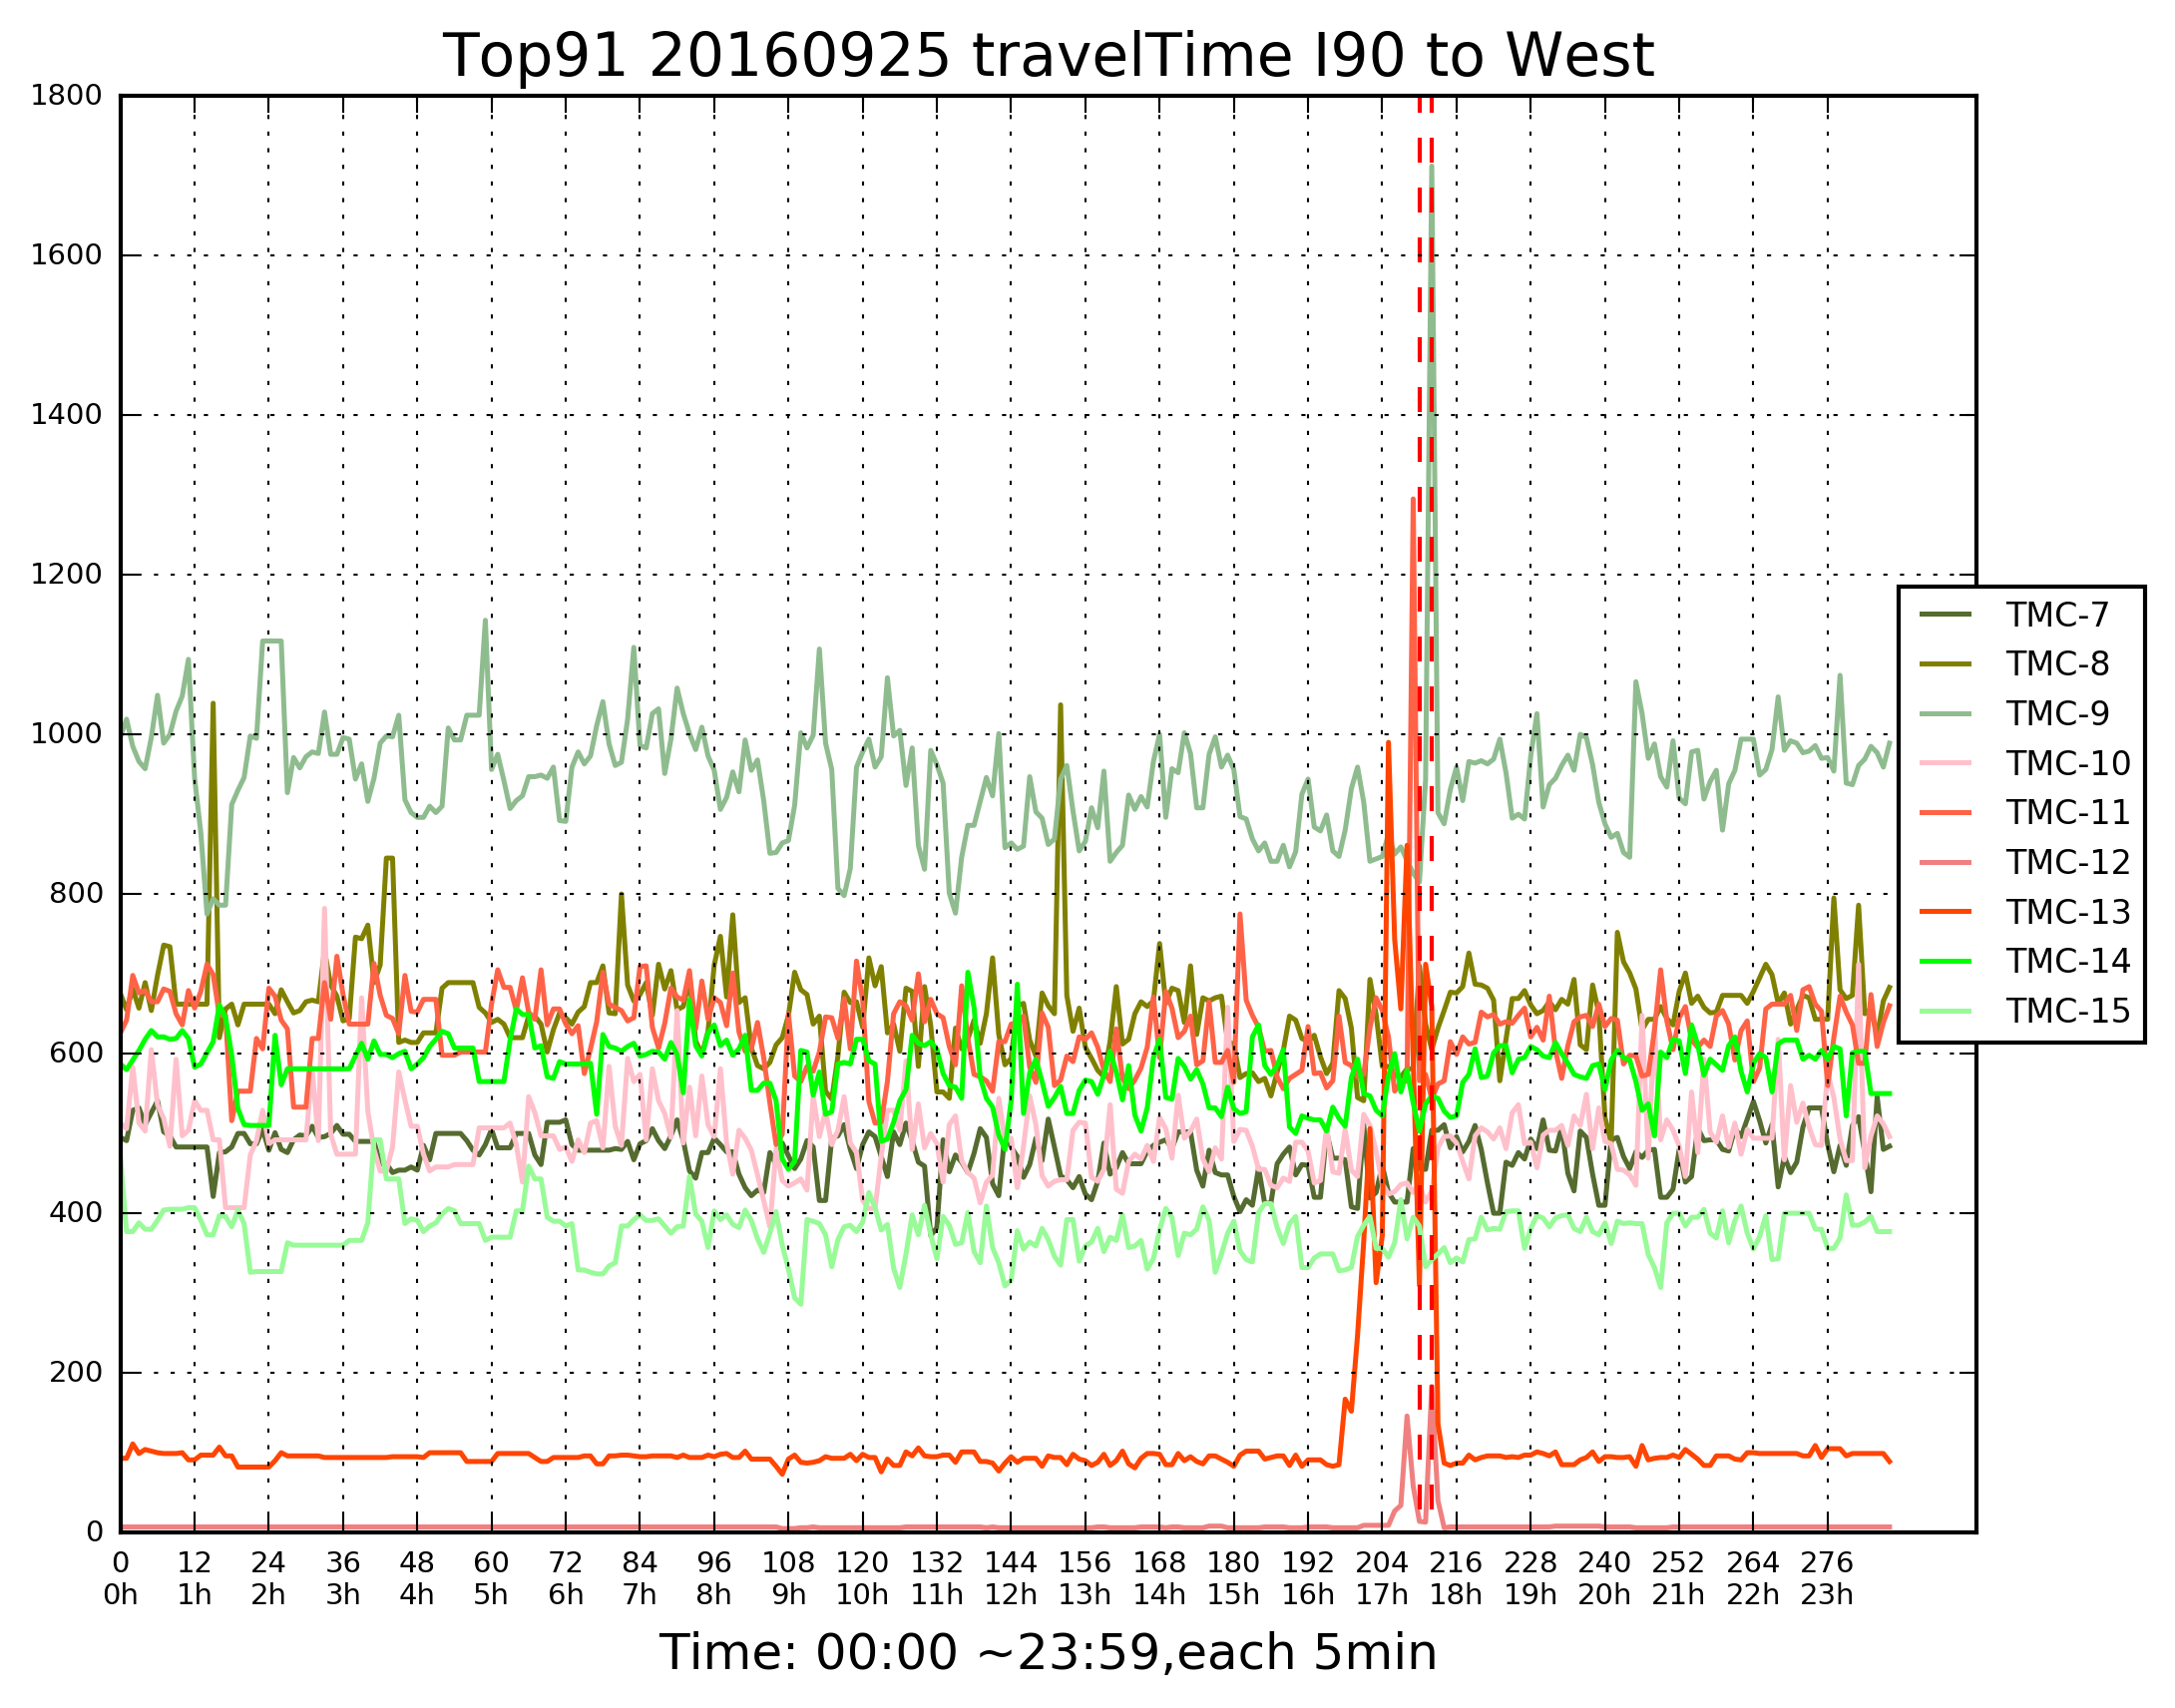 Top91 20160925 travelTime I90 to West
1800
1600
1400
1200
1000
800
600
400
200
0
TMC-7
TMC-8
TMC-9
TMC-10
TMC-11
TMC-12
TMC-13
TMC-14
TMC-15
0 12 24 36 48 60 72 84 96 108 120 132 144 156 168 180 192 204 216 228 240 252 264 276
0h 1h 2h 3h 4h 5h 6h 7h 8h 9h 10h 11h 12h 13h 14h 15h 16h 17h 18h 19h 20h 21h 22h 23h
Time: 00:00 ~23:59,each 5min